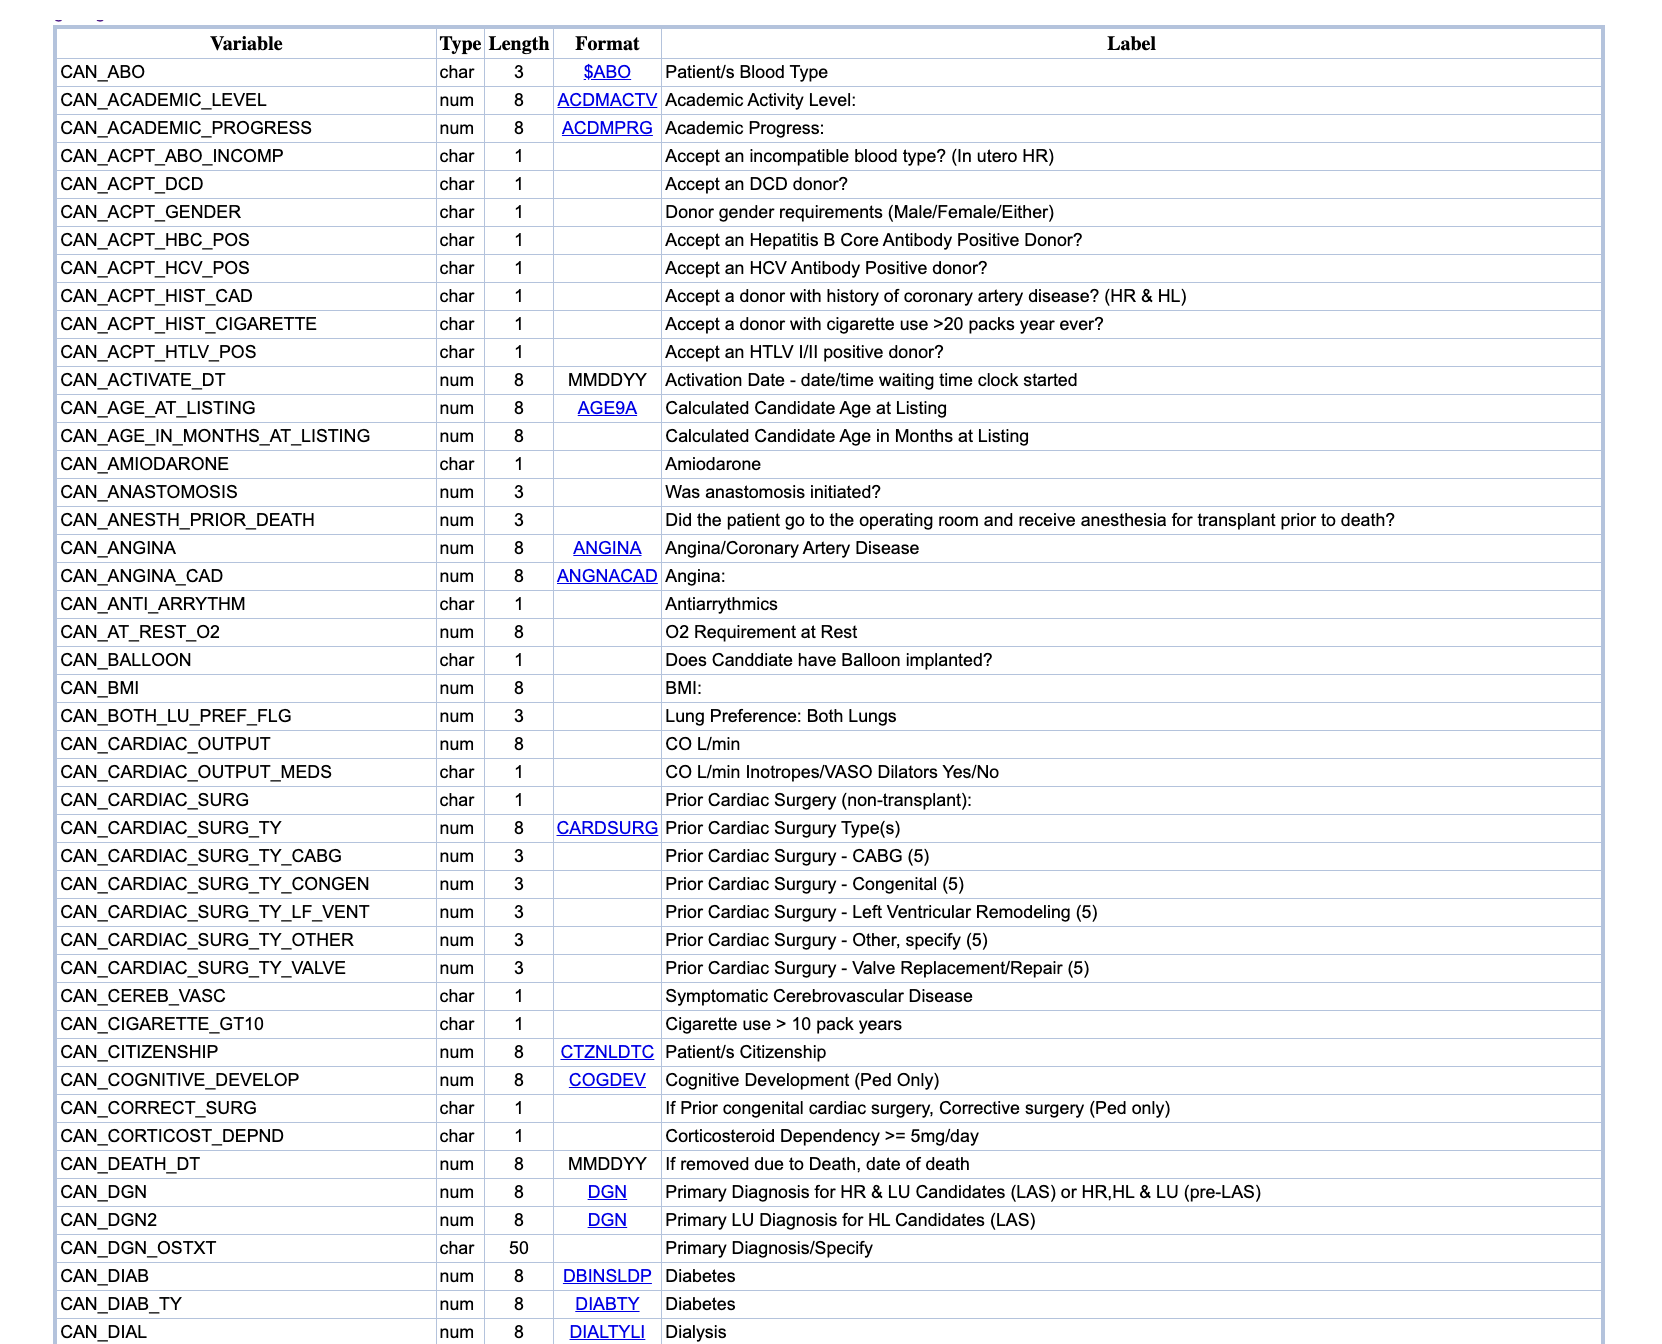 Variable Type Length Format Label
CAN_ABO char 3 $ABO Patient/s Blood Type
CAN_ACADEMIC_LEVEL num 8 ACDMACTV Academic Activity Level:
CAN_ACADEMIC_PROGRESS num 8 ACDMPRG Academic Progress:
CAN_ACPT_ABO_INCOMP char 1 Accept an incompatible blood type? (In utero HR)
CAN_ACPT_DCD char 1 Accept an DCD donor?
CAN_ACPT_GENDER char 1 Donor gender requirements (Male/Female/Either)
CAN_ACPT_HBC_POS char 1 Accept an Hepatitis B Core Antibody Positive Donor?
CAN_ACPT_HCV_POS char 1 Accept an HCV Antibody Positive donor?
CAN_ACPT_HIST_CAD char 1 Accept a donor with history of coronary artery disease? (HR & HL)
CAN_ACPT_HIST_CIGARETTE char 1 Accept a donor with cigarette use >20 packs year ever?
CAN_ACPT_HTLV_POS char 1 Accept an HTLV I/II positive donor?
CAN_ACTIVATE_DT num 8 MMDDYY Activation Date - date/time waiting time clock started
CAN_AGE_AT_LISTING num 8 AGE9A Calculated Candidate Age at Listing
CAN_AGE_IN_MONTHS_AT_LISTING num 8 Calculated Candidate Age in Months at Listing
CAN_AMIODARONE char 1 Amiodarone
CAN_ANASTOMOSIS num 3 Was anastomosis initiated?
CAN_ANESTH_PRIOR_DEATH num 3 Did the patient go to the operating room and receive anesthesia for transplant prior to death?
CAN_ANGINA num 8 ANGINA Angina/Coronary Artery Disease
CAN_ANGINA_CAD num 8 ANGNACAD Angina:
CAN_ANTI_ARRYTHM char 1 Antiarrythmics
CAN_AT_REST_O2 num 8 O2 Requirement at Rest
CAN_BALLOON char 1 Does Canddiate have Balloon implanted?
CAN_BMI num 8 BMI:
CAN_BOTH_LU_PREF_FLG num 3 Lung Preference: Both Lungs
CAN_CARDIAC_OUTPUT num 8 CO L/min
CAN_CARDIAC_OUTPUT_MEDS char 1 CO L/min Inotropes/VASO Dilators Yes/No
CAN_CARDIAC_SURG char 1 Prior Cardiac Surgery (non-transplant):
CAN_CARDIAC_SURG_TY num 8 CARDSURG Prior Cardiac Surgury Type(s)
CAN_CARDIAC_SURG_TY_CABG num 3 Prior Cardiac Surgury - CABG (5)
CAN_CARDIAC_SURG_TY_CONGEN num 3 Prior Cardiac Surgury - Congenital (5)
CAN_CARDIAC_SURG_TY_LF_VENT num 3 Prior Cardiac Surgury - Left Ventricular Remodeling (5)
CAN_CARDIAC_SURG_TY_OTHER num 3 Prior Cardiac Surgury - Other, specify (5)
CAN_CARDIAC_SURG_TY_VALVE num 3 Prior Cardiac Surgury - Valve Replacement/Repair (5)
CAN_CEREB_VASC char 1 Symptomatic Cerebrovascular Disease
CAN_CIGARETTE_GT10 char 1 Cigarette use > 10 pack years
CAN_CITIZENSHIP num 8 CTZNLDTC Patient/s Citizenship
CAN_COGNITIVE_DEVELOP num 8 COGDEV Cognitive Development (Ped Only)
CAN_CORRECT_SURG char 1 If Prior congenital cardiac surgery, Corrective surgery (Ped only)
CAN_CORTICOST_DEPND char 1 Corticosteroid Dependency >= 5mg/day
CAN_DEATH_DT num 8 MMDDYY If removed due to Death, date of death
CAN_DGN num 8 DGN Primary Diagnosis for HR & LU Candidates (LAS) or HR,HL & LU (pre-LAS)
CAN_DGN2 num 8 DGN Primary LU Diagnosis for HL Candidates (LAS)
CAN_DGN_OSTXT char 50 Primary Diagnosis/Specify
CAN_DIAB num 8 DBINSLDP Diabetes
CAN_DIAB_TY num 8 DIABTY Diabetes
CAN_DIAL num 8 DIALTYLI Dialysis